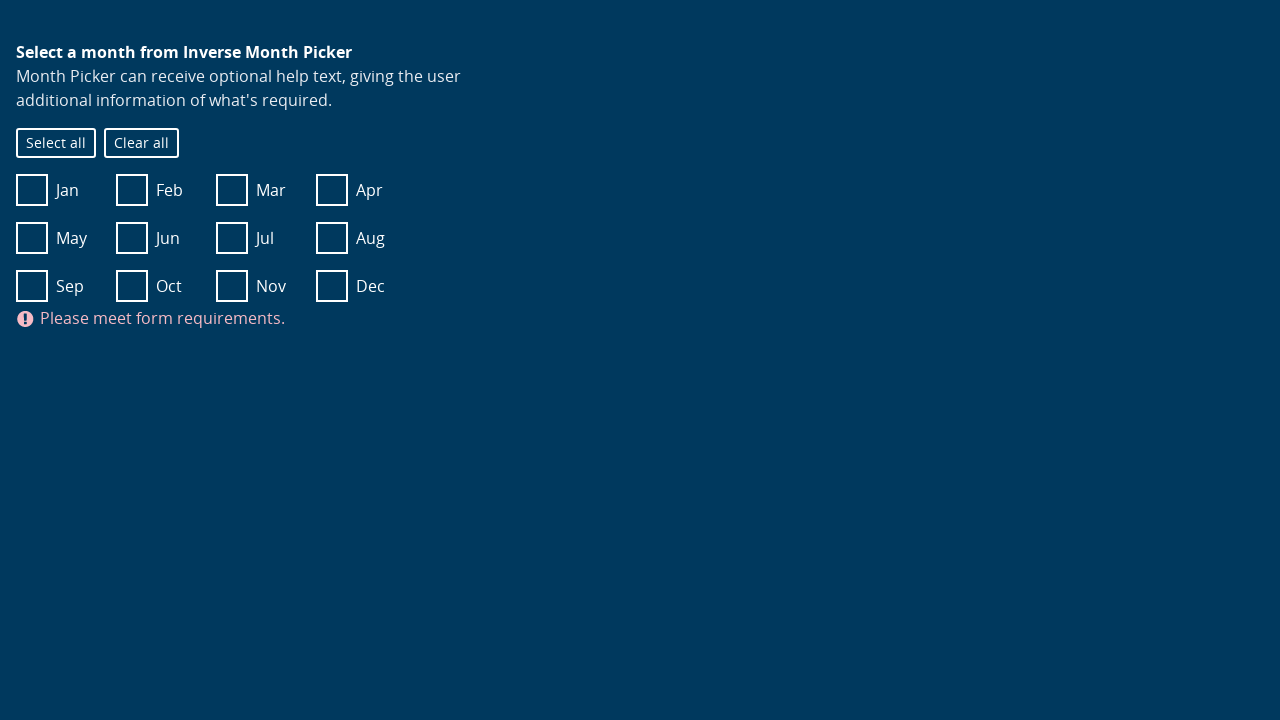 Select a month from Inverse Month Picker
Month Picker can receive optional help text, giving the user
additional information of what's required.
Select all Clear all
Jan Feb Mar Apr
May Jun Jul Aug
Sep Oct Nov Dec
Please meet form requirements.